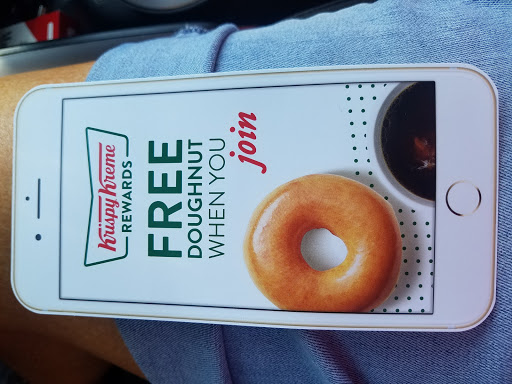 Krispy Kreme
REWARDS
FREE
DOUGHNUT
WHEN YOU
join